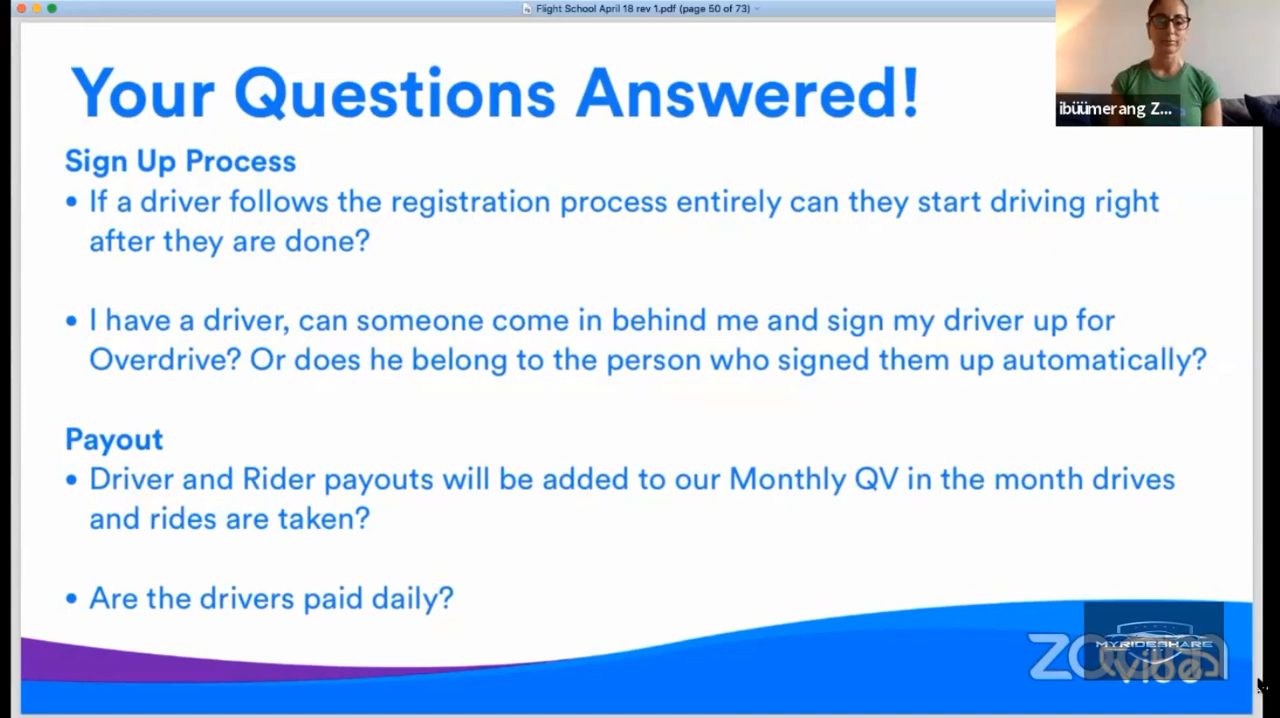 Flight School April 18 rev 1.pdf (page 50 of 73)
ibüümerang Z...
Your Questions Answered!
Sign Up Process
• If a driver follows the registration process entirely can they start driving right
after they are done?
• I have a driver, can someone come in behind me and sign my driver up for
Overdrive? Or does he belong to the person who signed them up automatically?
Payout
• Driver and Rider payouts will be added to our Monthly QV in the month drives
and rides are taken?
• Are the drivers paid daily?
zoom
MYRIDESHARE
vibe